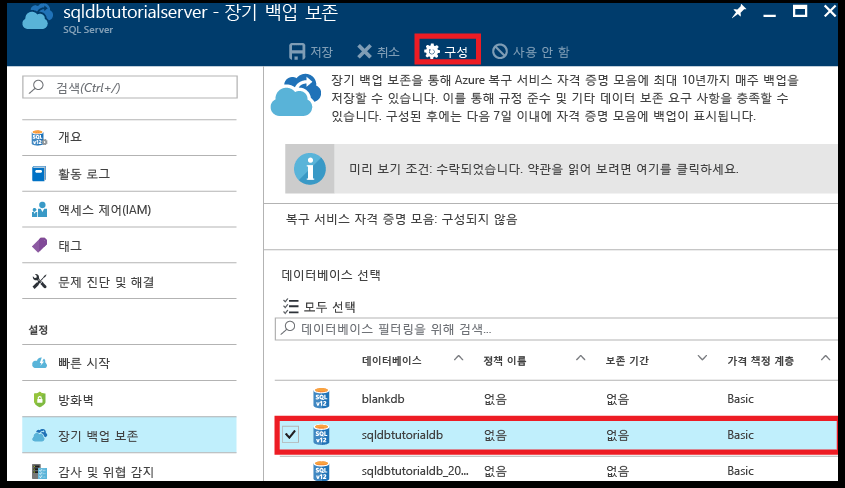 sqldbtutorialserver - 장기 백업 보존
SQL Server
저장 취소 구성 사용 안 함
검색(Ctrl+/)
개요
활동 로그
액세스 제어(IAM)
태그
문제 진단 및 해결
설정
빠른 시작
방화벽
장기 백업 보존
감사 및 위협 감지
장기 백업 보존을 통해 Azure 복구 서비스 자격 증명 모음에 최대 10년까지 매주 백업을
저장할 수 있습니다. 이를 통해 규정 준수 및 기타 데이터 보존 요구 사항을 충족할 수
있습니다. 구성된 후에는 다음 7일 이내에 자격 증명 모음에 백업이 표시됩니다.
미리 보기 조건: 수락되었습니다. 약관을 읽어 보려면 여기를 클릭하세요.
복구 서비스 자격 증명 모음: 구성되지 않음
데이터베이스 선택
모두 선택
데이터베이스 필터링을 위해 검색...
데이터베이스 정책 이름 보존 기간 가격 책정 계층
blankdb 없음 없음 Basic
sqldbtutorialdb 없음 없음 Basic
sqldbtutorialdb_20... 없음 없음 Basic